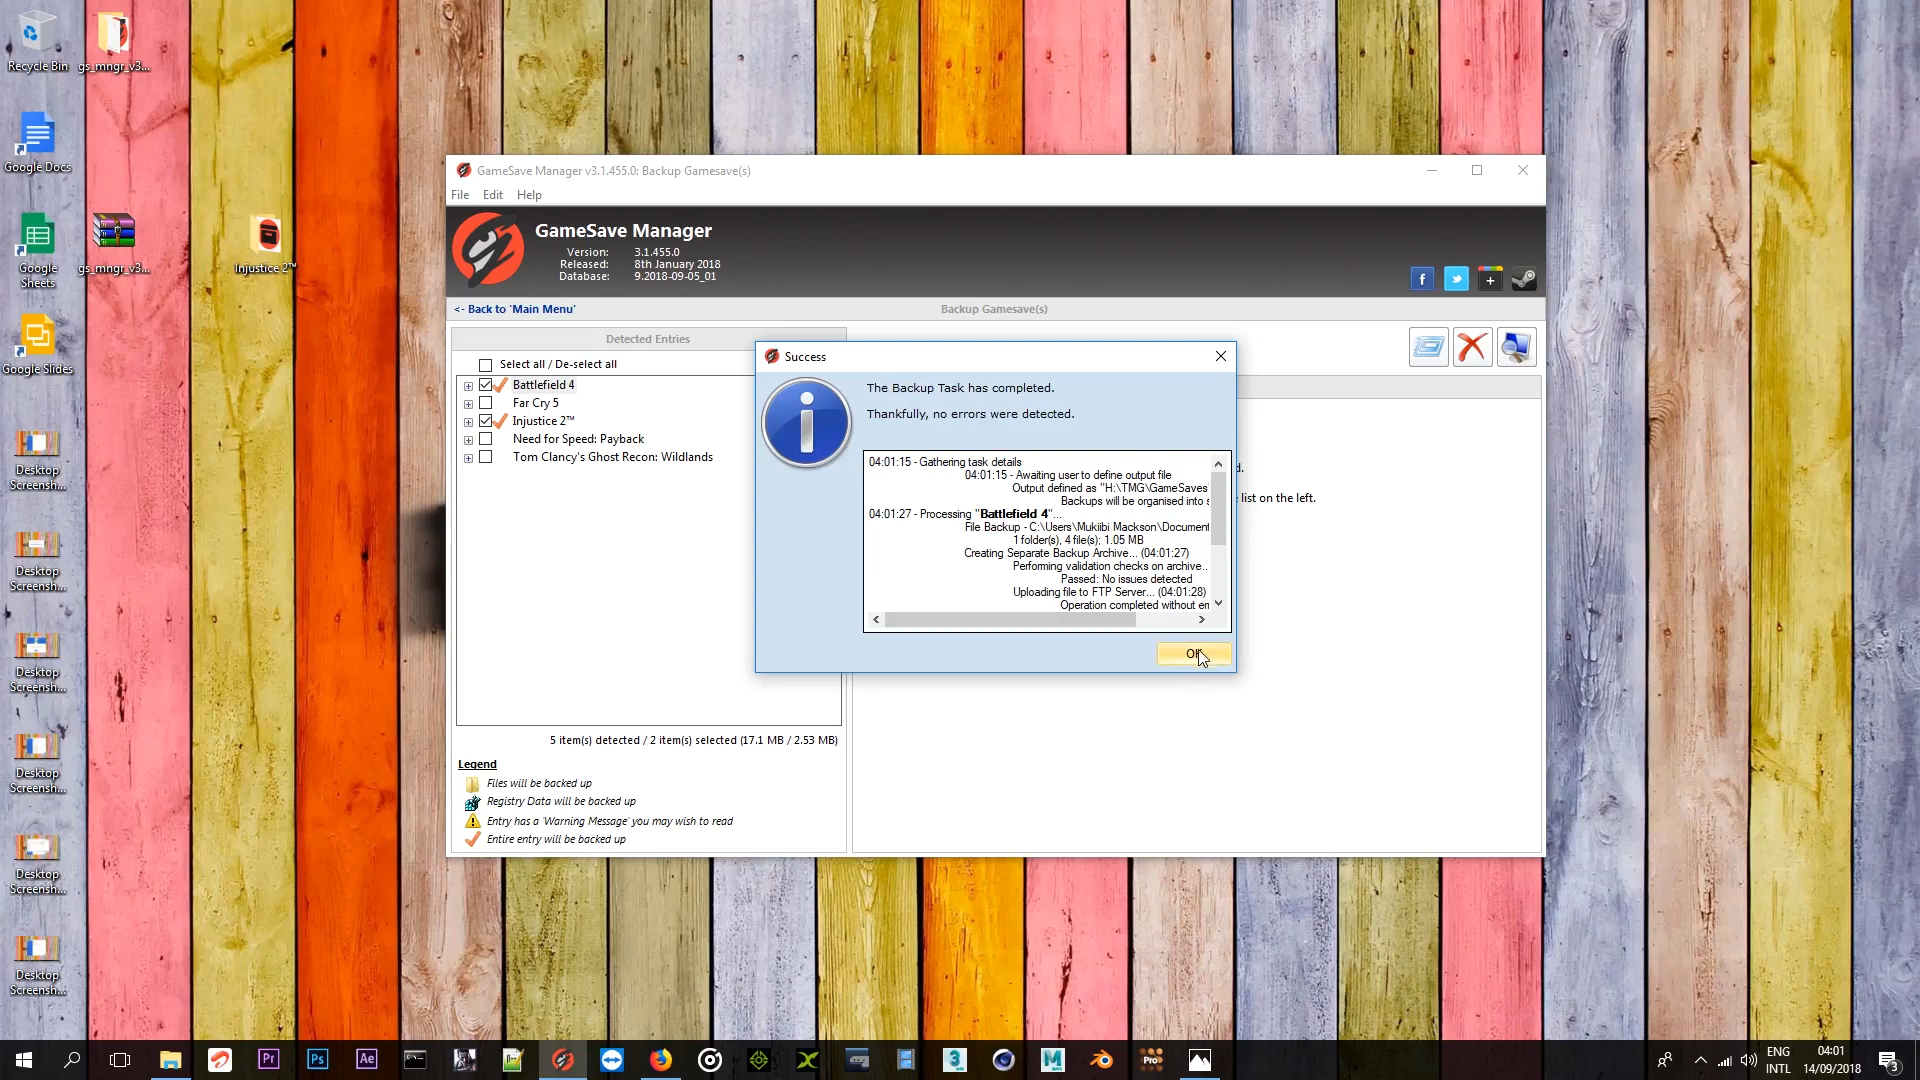 Recycle Bin
gs_mngr_v3...
Google Docs
Google Sheets
gs_mngr_v3...
Injustice 2™
Google Slides
Desktop Screensh...
Desktop Screensh...
Desktop Screensh...
Desktop Screensh...
Desktop Screensh...
Desktop Screensh...
GameSave Manager v3.1.455.0: Backup Gamesave(s)
File Edit Help
GameSave Manager
Version: 3.1.455.0
Released: 8th January 2018
Database: 9.2018-09-05_01
<- Back to 'Main Menu'
Backup Gamesave(s)
Detected Entries
Select all / De-select all
Battlefield 4
Far Cry 5
Injustice 2™
Need for Speed: Payback
Tom Clancy's Ghost Recon: Wildlands
5 item(s) detected / 2 item(s) selected (17.1 MB / 2.53 MB)
Legend
Files will be backed up
Registry Data will be backed up
Entry has a 'Warning Message' you may wish to read
Entire entry will be backed up
d.
list on the left.
Success
The Backup Task has completed.
Thankfully, no errors were detected.
04:01:15 - Gathering task details
04:01:15 - Awaiting user to define output file
Output defined as "H:\TMG\GameSaves
Backups will be organised into s
04:01:27 - Processing "Battlefield 4"...
File Backup - C:\Users\Mukiibi Mackson\Document
1 folder(s), 4 file(s); 1.05 MB
Creating Separate Backup Archive... (04:01:27)
Performing validation checks on archive..
Passed: No issues detected
Uploading file to FTP Server... (04:01:28)
Operation completed without er
OK
Pr
Ps
Ae
3
M
Pro
ENG
INTL
04:01
14/09/2018
3